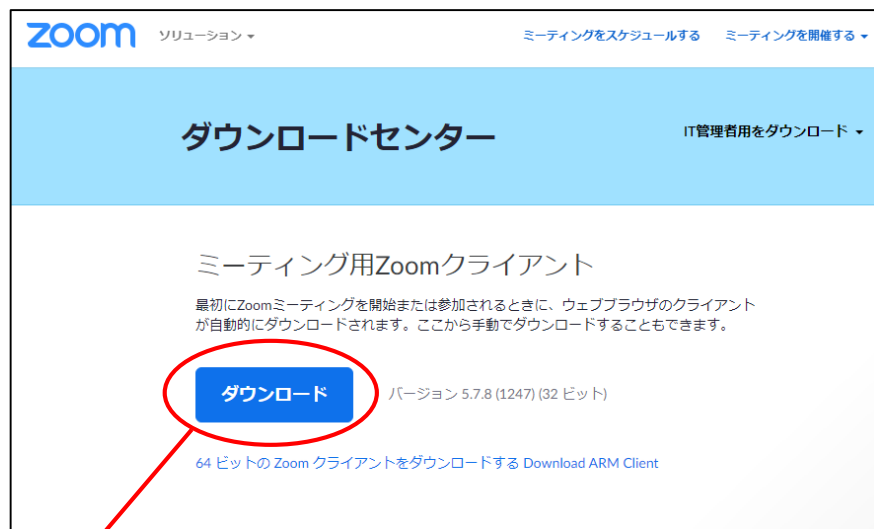 zoom ソリューション ミーティングをスケジュールする ミーティングを開催する
ダウンロードセンター IT管理者用をダウンロード
ミーティング用Zoomクライアント
最初にZoomミーティングを開始または参加されるときに、ウェブブラウザのクライアント
が自動的にダウンロードされます。ここから手動でダウンロードすることもできます。
ダウンロード バージョン 5.7.8 (1247) (32 ビット)
64 ビットの Zoom クライアントをダウンロードする Download ARM Client